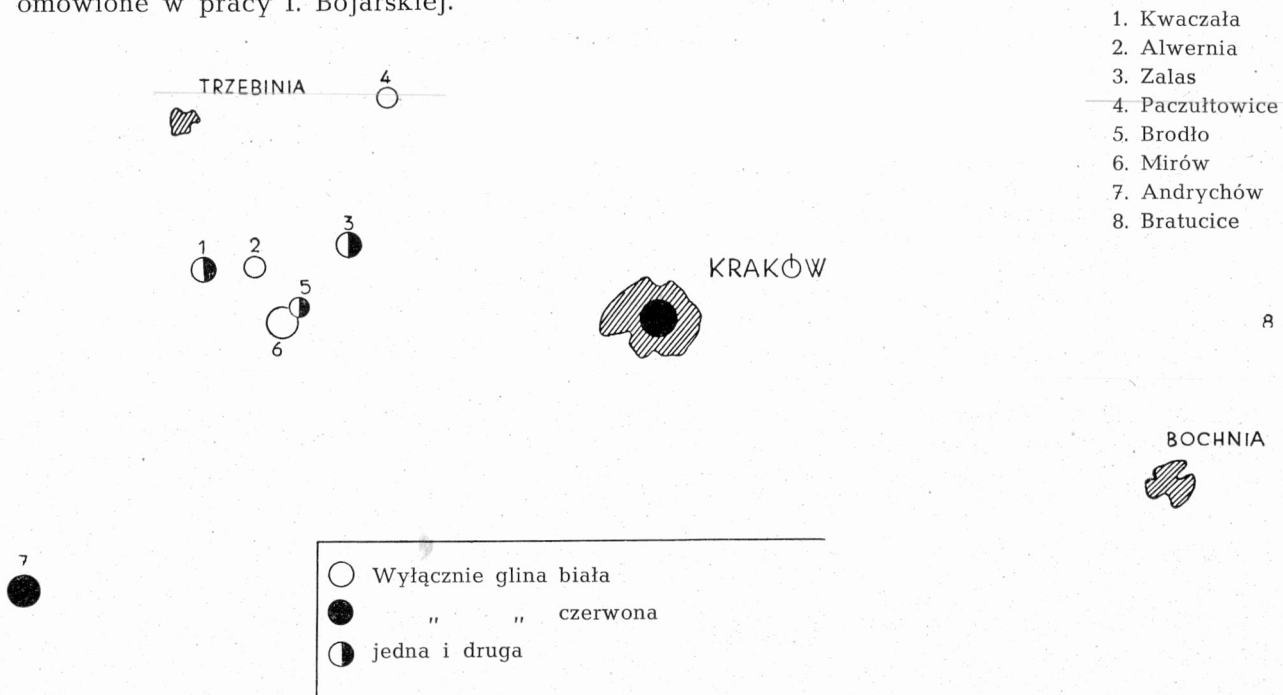 omówione w pracy I. Bojarskiej.
1. Kwaczała
2. Alwernia
3. Zalas
4. Paczułtowice
5. Brodło
6. Mirów
7. Andrychów
8. Bratucice
TRZEBINIA
4
3
1
2
5
6
KRAKÓW
8
BOCHNIA
7
Wyłącznie glina biała
„ „ czerwona
jedna i druga